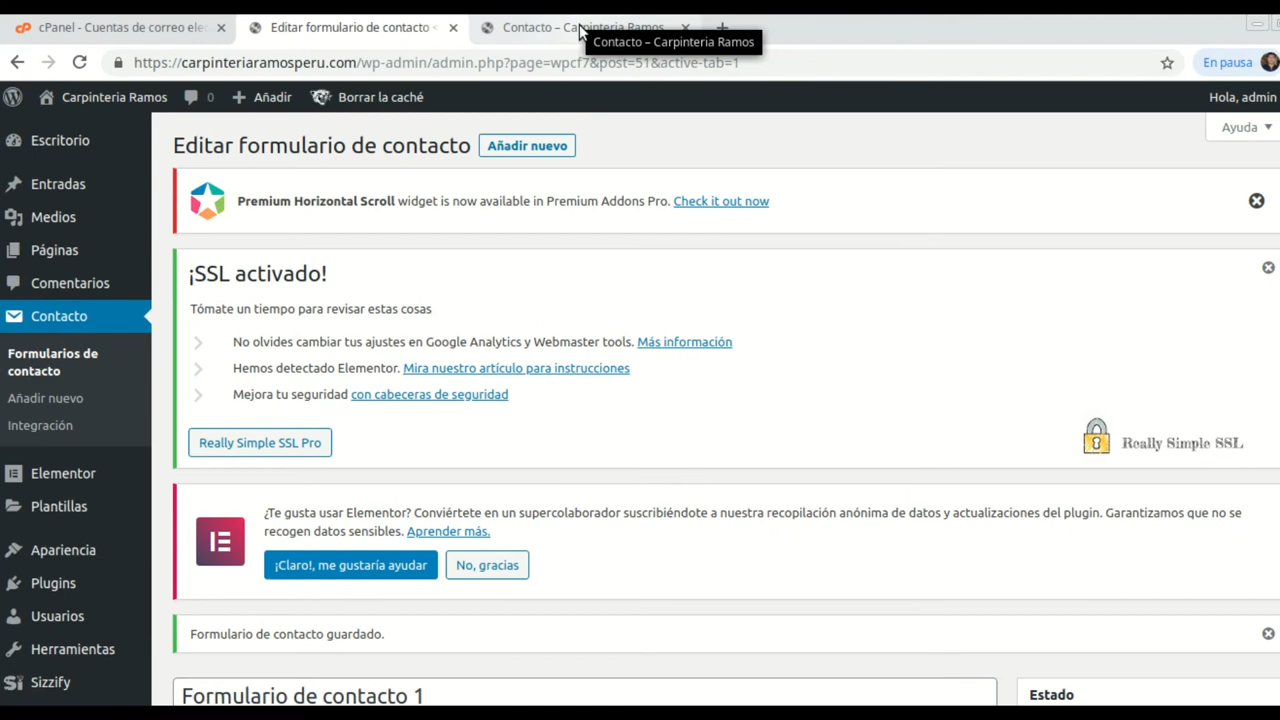 cPanel - Cuentas de correo ele
Editar formulario de contacto <
Contacto – Carpinteria Ramos
Contacto – Carpinteria Ramos
https://carpinteriaramosperu.com/wp-admin/admin.php?page=wpcf7&post=51&active-tab=1
En pausa
Carpinteria Ramos
0
Añadir
Borrar la caché
Hola, admin
Ayuda
Escritorio
Entradas
Medios
Páginas
Comentarios
Contacto
Formularios de
contacto
Añadir nuevo
Integración
Elementor
Plantillas
Apariencia
Plugins
Usuarios
Herramientas
Sizzify
Editar formulario de contacto
Añadir nuevo
Premium Horizontal Scroll widget is now available in Premium Addons Pro. Check it out now
¡SSL activado!
Tómate un tiempo para revisar estas cosas
No olvides cambiar tus ajustes en Google Analytics y Webmaster tools. Más información
Hemos detectado Elementor. Mira nuestro artículo para instrucciones
Mejora tu seguridad con cabeceras de seguridad
Really Simple SSL Pro
Really Simple SSL
¿Te gusta usar Elementor? Conviértete en un supercolaborador suscribiéndote a nuestra recopilación anónima de datos y actualizaciones del plugin. Garantizamos que no se
recogen datos sensibles. Aprender más.
¡Claro!, me gustaría ayudar
No, gracias
Formulario de contacto guardado.
Formulario de contacto 1
Estado